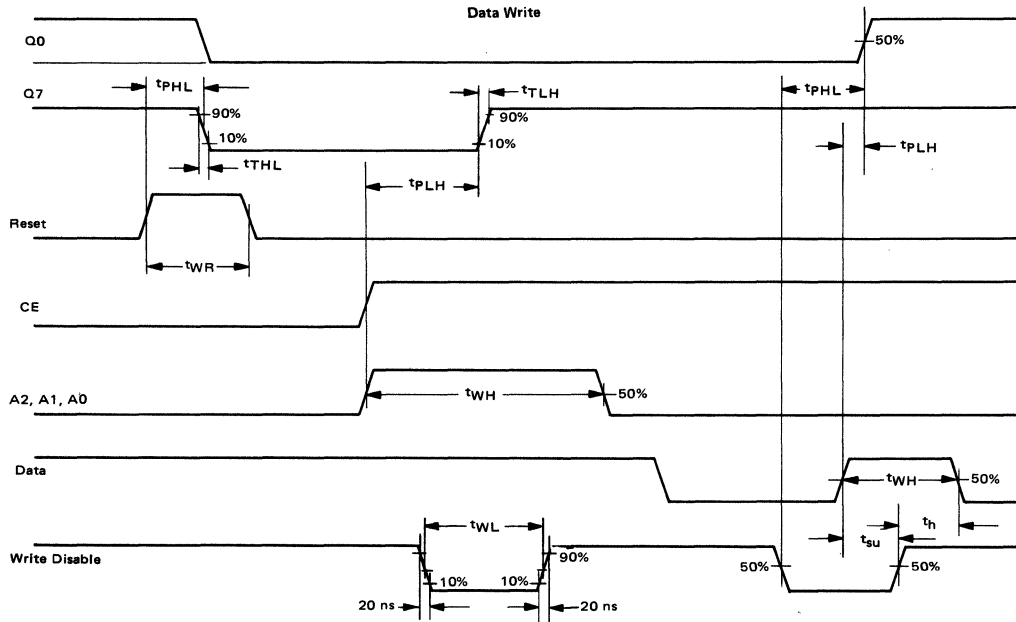 Data Write
Q0
50%
tPHL
tTLH
tPHL
Q7
90%
90%
10%
10%
tPLH
tTHL
tPLH
Reset
tWR
CE
A2, A1, A0
tWH
50%
Data
tWH
50%
tWL
th
tsu
Write Disable
90%
50%
50%
10%
10%
20 ns
20 ns